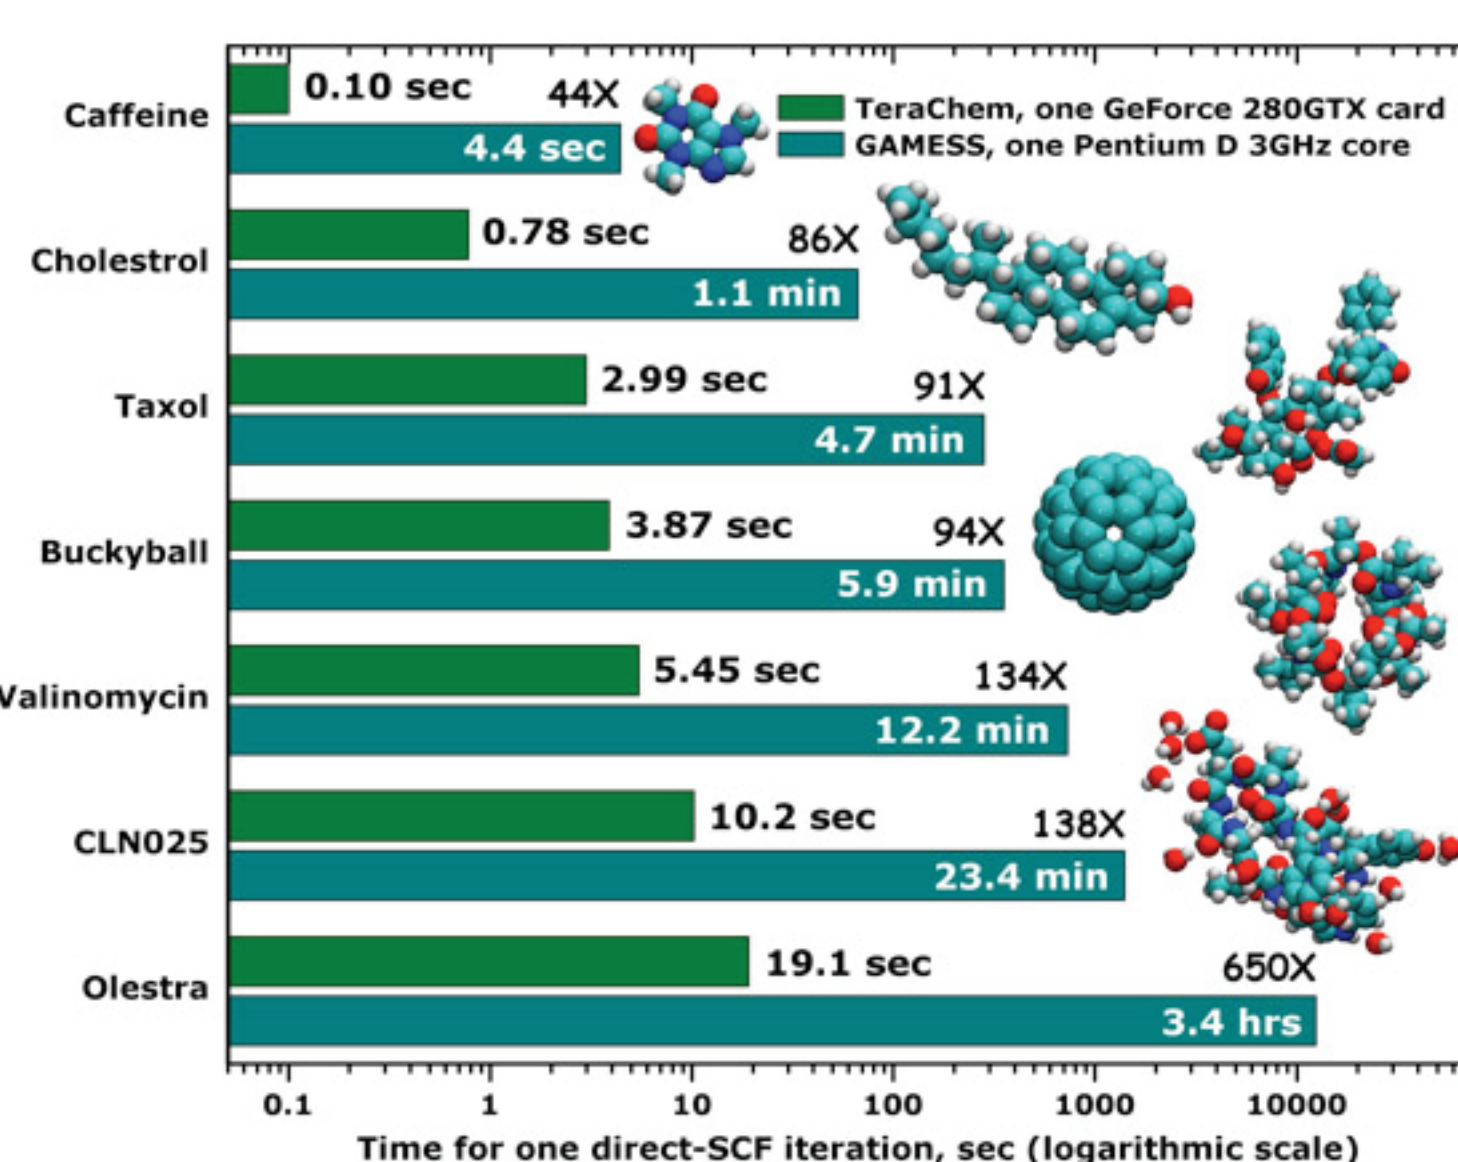 0.10 sec
44X
TeraChem, one GeForce 280GTX card
Caffeine
4.4 sec
GAMESS, one Pentium D 3GHz core
0.78 sec
86X
Cholestrol
1.1 min
2.99 sec
91X
Taxol
4.7 min
3.87 sec
94X
Buckyball
5.9 min
5.45 sec
134X
Valinomycin
12.2 min
10.2 sec
138X
CLN025
23.4 min
19.1 sec
650X
Olestra
3.4 hrs
0.1 1 10 100 1000 10000
Time for one direct-SCF iteration, sec (logarithmic scale)